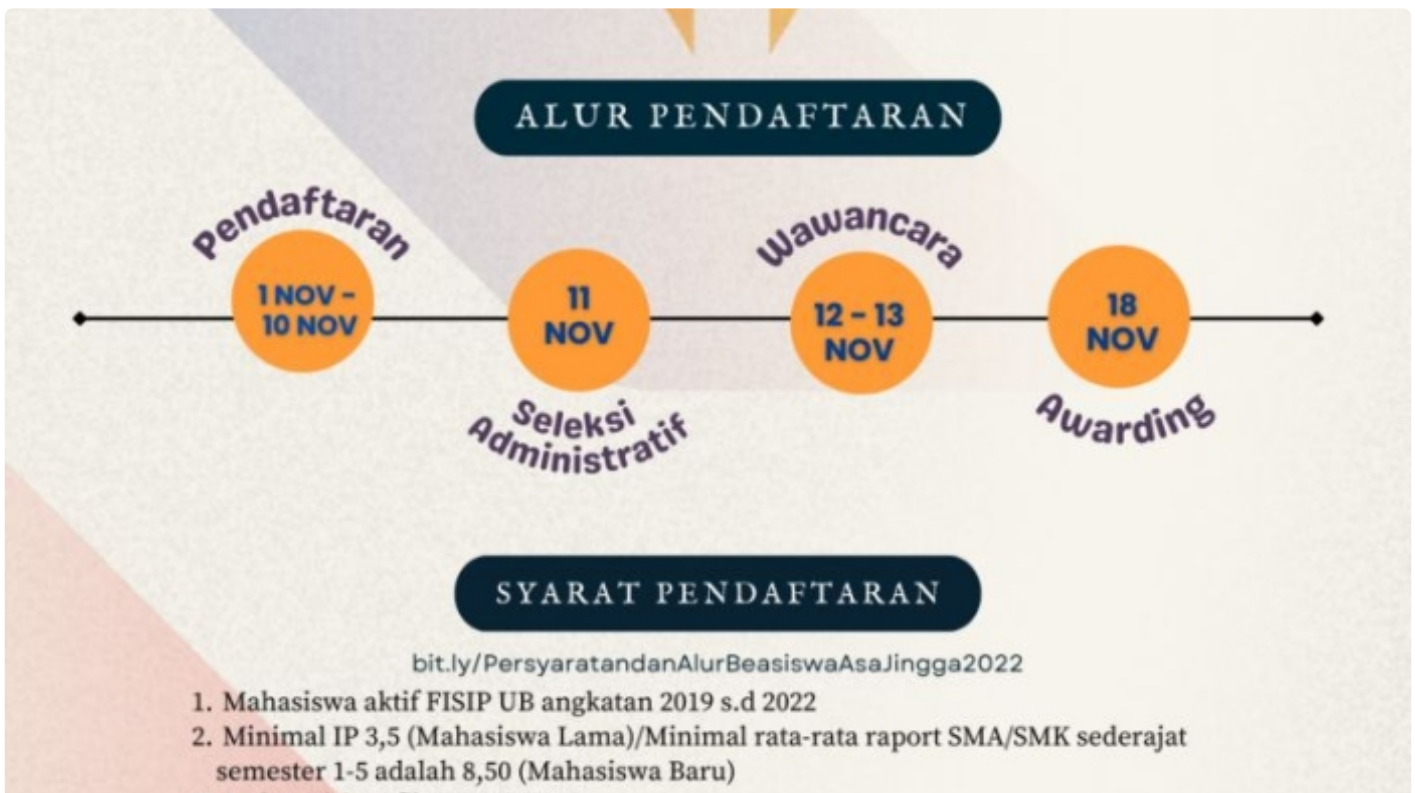 ALUR PENDAFTARAN
Pendaftaran
1 NOV -
10 NOV
11
NOV
Seleksi
Administratif
Wawancara
12 - 13
NOV
18
NOV
Awarding
SYARAT PENDAFTARAN
bit.ly/PersyaratandanAlurBeasiswaAsaJingga2022
1. Mahasiswa aktif FISIP UB angkatan 2019 s.d 2022
2. Minimal IP 3,5 (Mahasiswa Lama)/Minimal rata-rata raport SMA/SMK sederajat
semester 1-5 adalah 8,50 (Mahasiswa Baru)